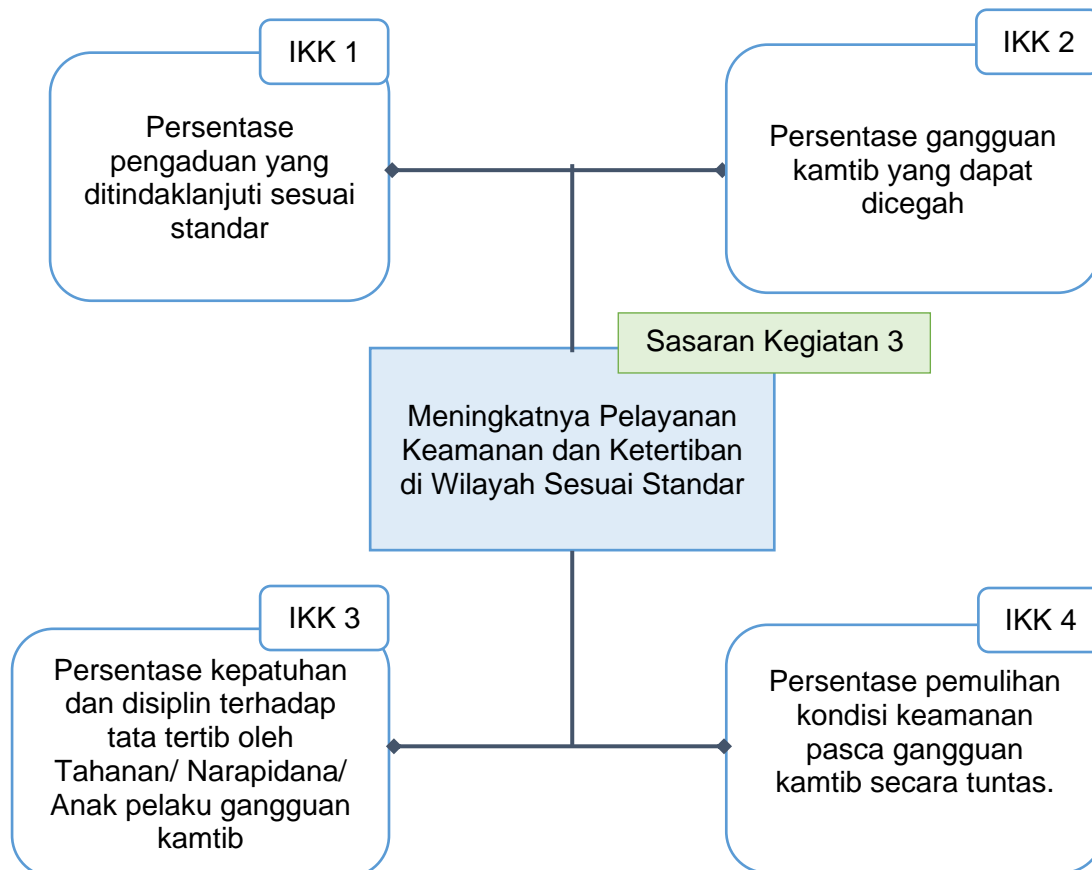 IKK 1
Persentase
pengaduan yang
ditindaklanjuti sesuai
standar
IKK 2
Persentase gangguan
kamtib yang dapat
dicegah
Sasaran Kegiatan 3
Meningkatnya Pelayanan
Keamanan dan Ketertiban
di Wilayah Sesuai Standar
IKK 3
Persentase kepatuhan
dan disiplin terhadap
tata tertib oleh
Tahanan/ Narapidana/
Anak pelaku gangguan
kamtib
IKK 4
Persentase pemulihan
kondisi keamanan
pasca gangguan
kamtib secara tuntas.